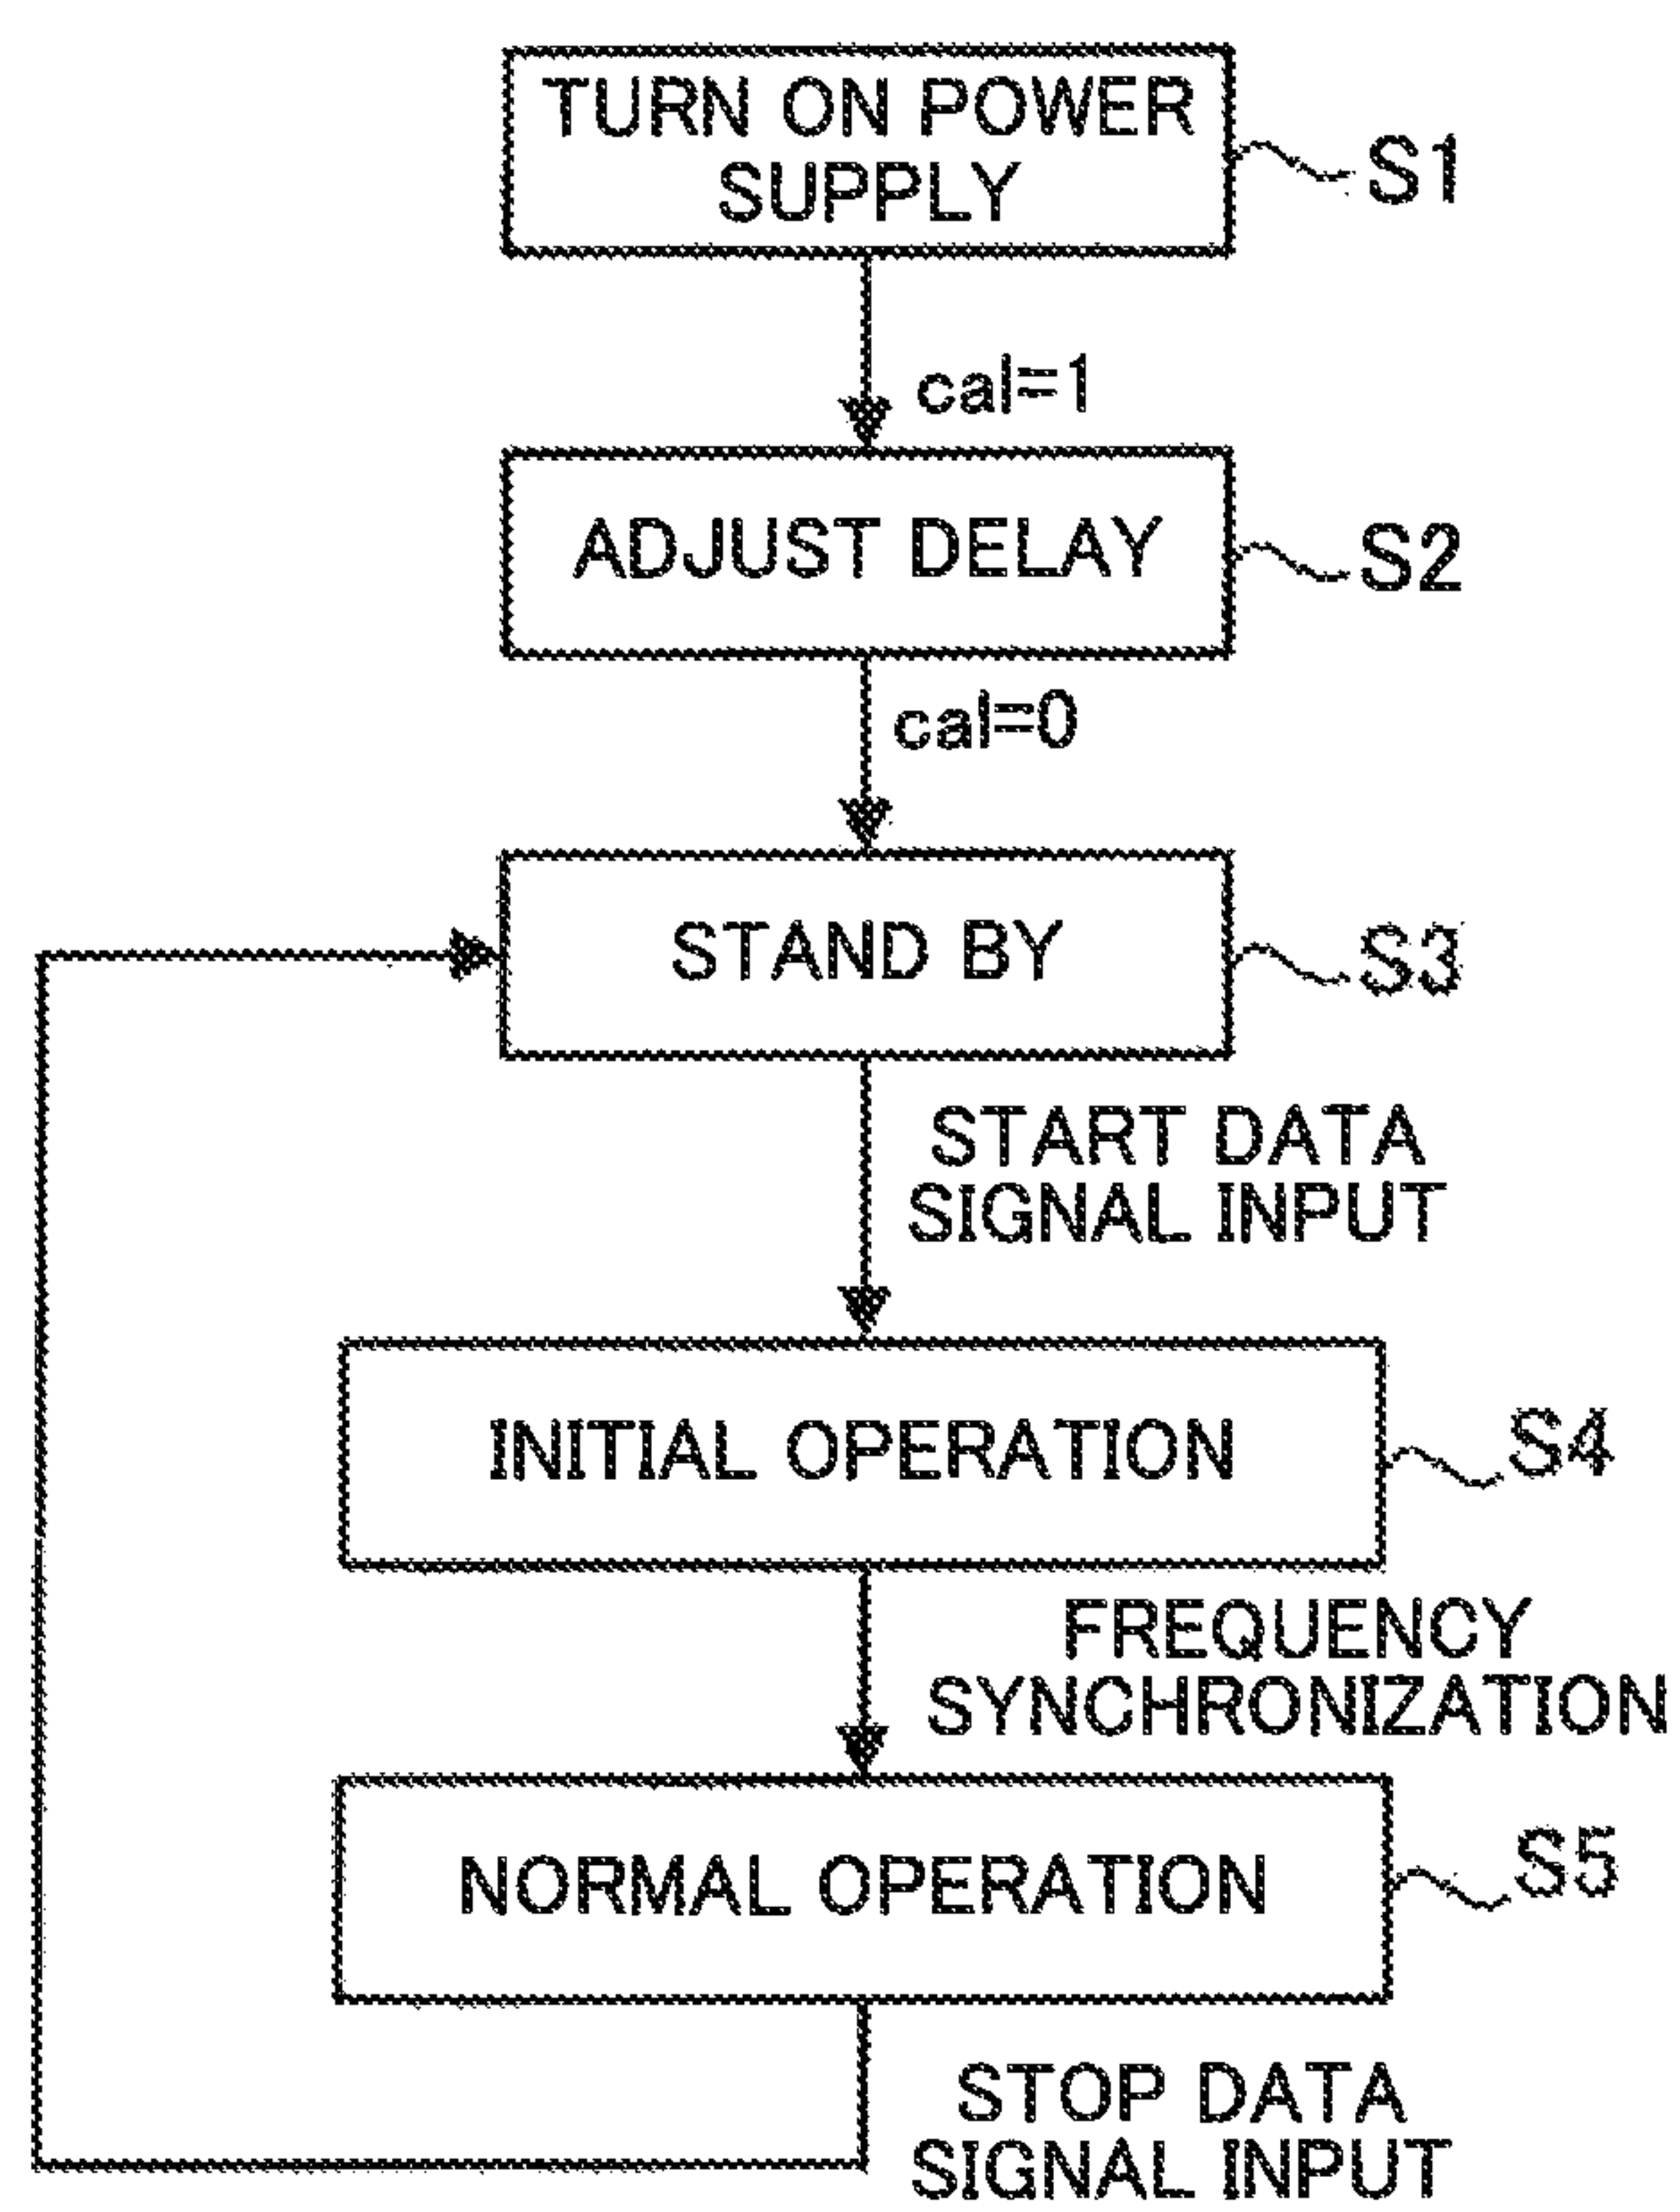 TURN ON POWER
SUPPLY
S1
cal=1
ADJUST DELAY
S2
cal=0
STAND BY
S3
START DATA
SIGNAL INPUT
INITIAL OPERATION
S4
FREQUENCY
SYNCHRONIZATION
NORMAL OPERATION
S5
STOP DATA
SIGNAL INPUT